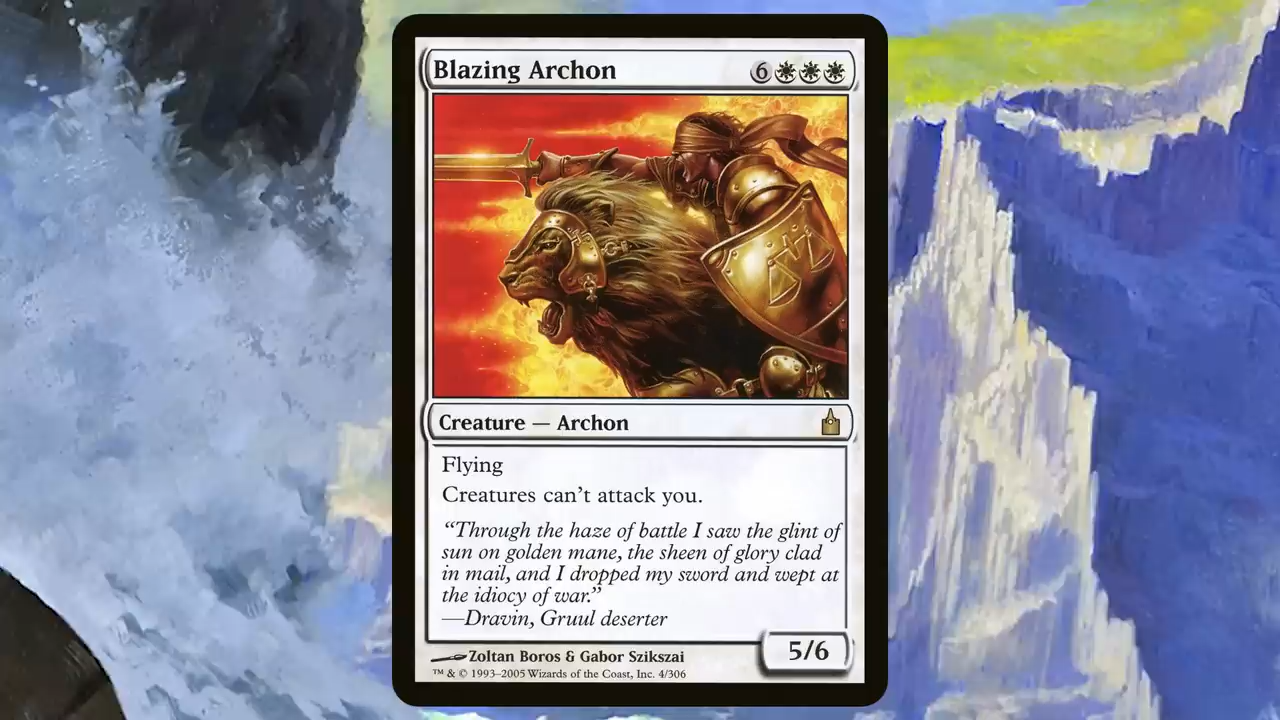 Blazing Archon 6
Creature — Archon
Flying
Creatures can't attack you.
“Through the haze of battle I saw the glint of
sun on golden mane, the sheen of glory clad
in mail, and I dropped my sword and wept at
the idiocy of war.”
—Dravin, Gruul deserter
5/6
Zoltan Boros & Gabor Szikszai
™ & © 1993–2005 Wizards of the Coast, Inc. 4/306